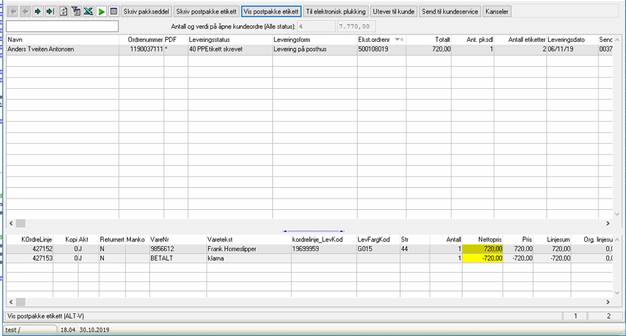 Skiv pakkseddel Skiv postpakke etikett Vis postpakke etikett Til elektronisk plukking Utever til kunde Send til kundeservice Kanseler
Antall og verdi på åpne kundeordre (Alle status) 4 7.770,00
Navn Ordrenummer PDF Leveringsstatus Leveringsform Ekst.ordrenr Totalt Ant. pksdl Antall etiketter Leveringsdato Send
Anders Tveiten Antonsen 1190037111 * 40 PPEtikett skrevet Levering på posthus 500108019 720,00 1 2 06/11/19 0037
KOrdreLinje Kopi Akt Returnert Manko VareNr Varetekst kordrelinje_LevKod LevFargKod Str Antall Nettopris Pris Linjesum Org. linjesu
427152 0 J N 9856612 Frank Homeslipper 19699959 G015 44 1 720,00 720,00 720,00 0,0
427153 0 J N BETALT klarna 1 -720,00 -720,00 -720,00 0,0
Vis postpakke etikett (ALT-V) 1 2
test / 18.04. 30.10.2019